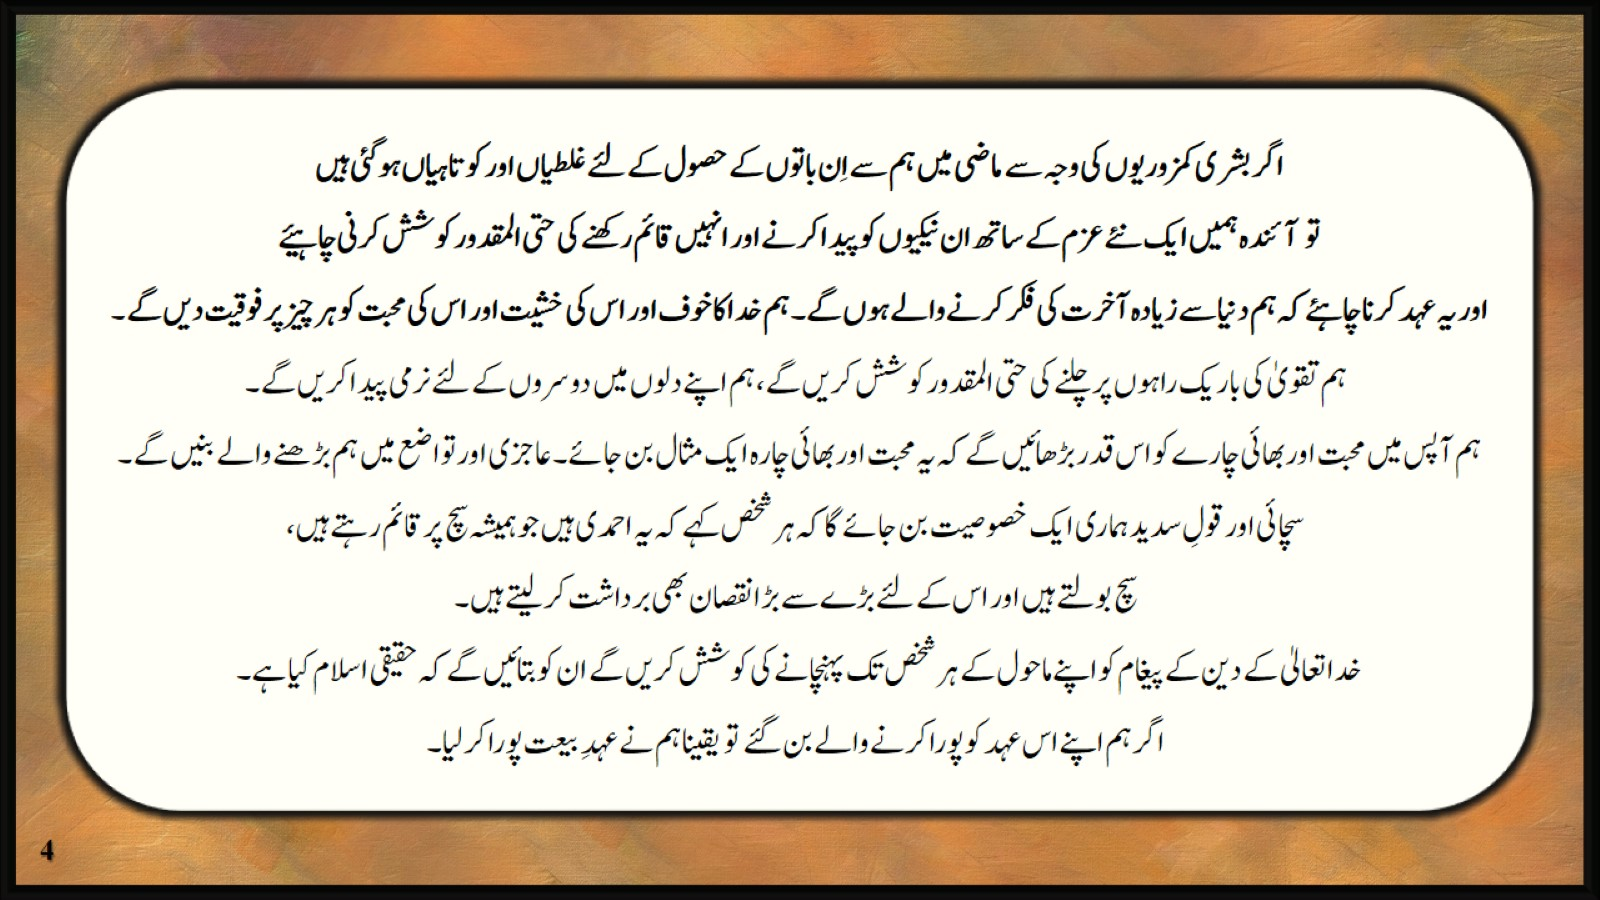 اگر بشری کمزوریوں کی وجہ سے ماضی میں ہم سے اِن باتوں کے حصول کے لئے غلطیاں اور کوتاہیاں ہو گئی ہیں
تو آئندہ ہمیں ایک نئے عزم کے ساتھ ان نیکیوں کو پیدا کرنے اور انہیں قائم رکھنے کی حتی المقدور کوشش کرنی چاہیئے
اور یہ عہد کرنا چاہئے کہ ہم دنیا سے زیادہ آخرت کی فکر کرنے والے ہوں گے۔ ہم خدا کا خوف اور اس کی خشیت اور اس کی محبت کو ہر چیز پر فوقیت دیں گے۔
ہم تقویٰ کی باریک راہوں پر چلنے کی حتی المقدور کوشش کریں گے، ہم اپنے دلوں میں دوسروں کے لئے نرمی پیدا کریں گے۔
ہم آپس میں محبت اور بھائی چارے کو اس قدر بڑھائیں گے کہ یہ محبت اور بھائی چارہ ایک مثال بن جائے۔ عاجزی اور تواضع میں ہم بڑھنے والے بنیں گے۔
سچائی اور قولِ سدید ہماری ایک خصوصیت بن جائے گا کہ ہر شخص کہے کہ یہ احمدی ہیں جو ہمیشہ سچ پر قائم رہتے ہیں،
سچ بولتے ہیں اور اس کے لئے بڑے سے بڑا نقصان بھی برداشت کر لیتے ہیں۔
خدا تعالیٰ کے دین کے پیغام کو اپنے ماحول کے ہر شخص تک پہنچانے کی کوشش کریں گے ان کو بتائیں گے کہ حقیقی اسلام کیا ہے۔
اگر ہم اپنے اس عہد کو پورا کرنے والے بن گئے تو یقینا ہم نے عہدِ بیعت پورا کر لیا۔
4